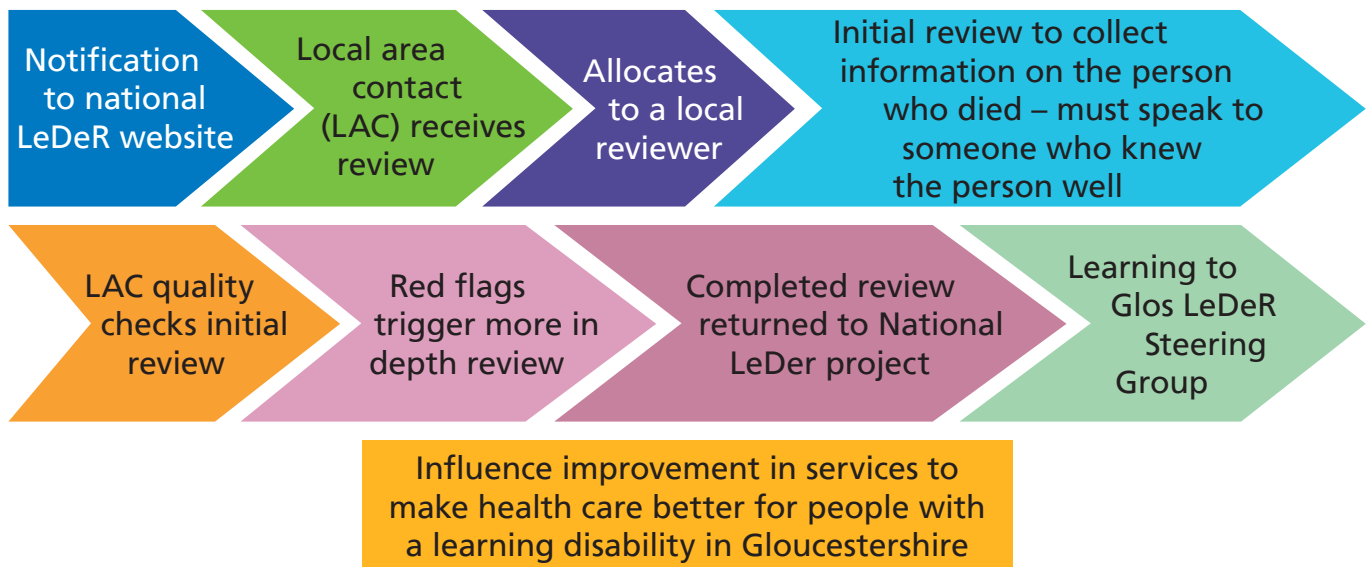 Notification
to national
LeDeR website
Local area
contact
(LAC) receives
review
Allocates
to a local
reviewer
Initial review to collect
information on the person
who died – must speak to
someone who knew
the person well
LAC quality
checks initial
review
Red flags
trigger more in
depth review
Completed review
returned to National
LeDer project
Learning to
Glos LeDeR
Steering
Group
Influence improvement in services to
make health care better for people with
a learning disability in Gloucestershire